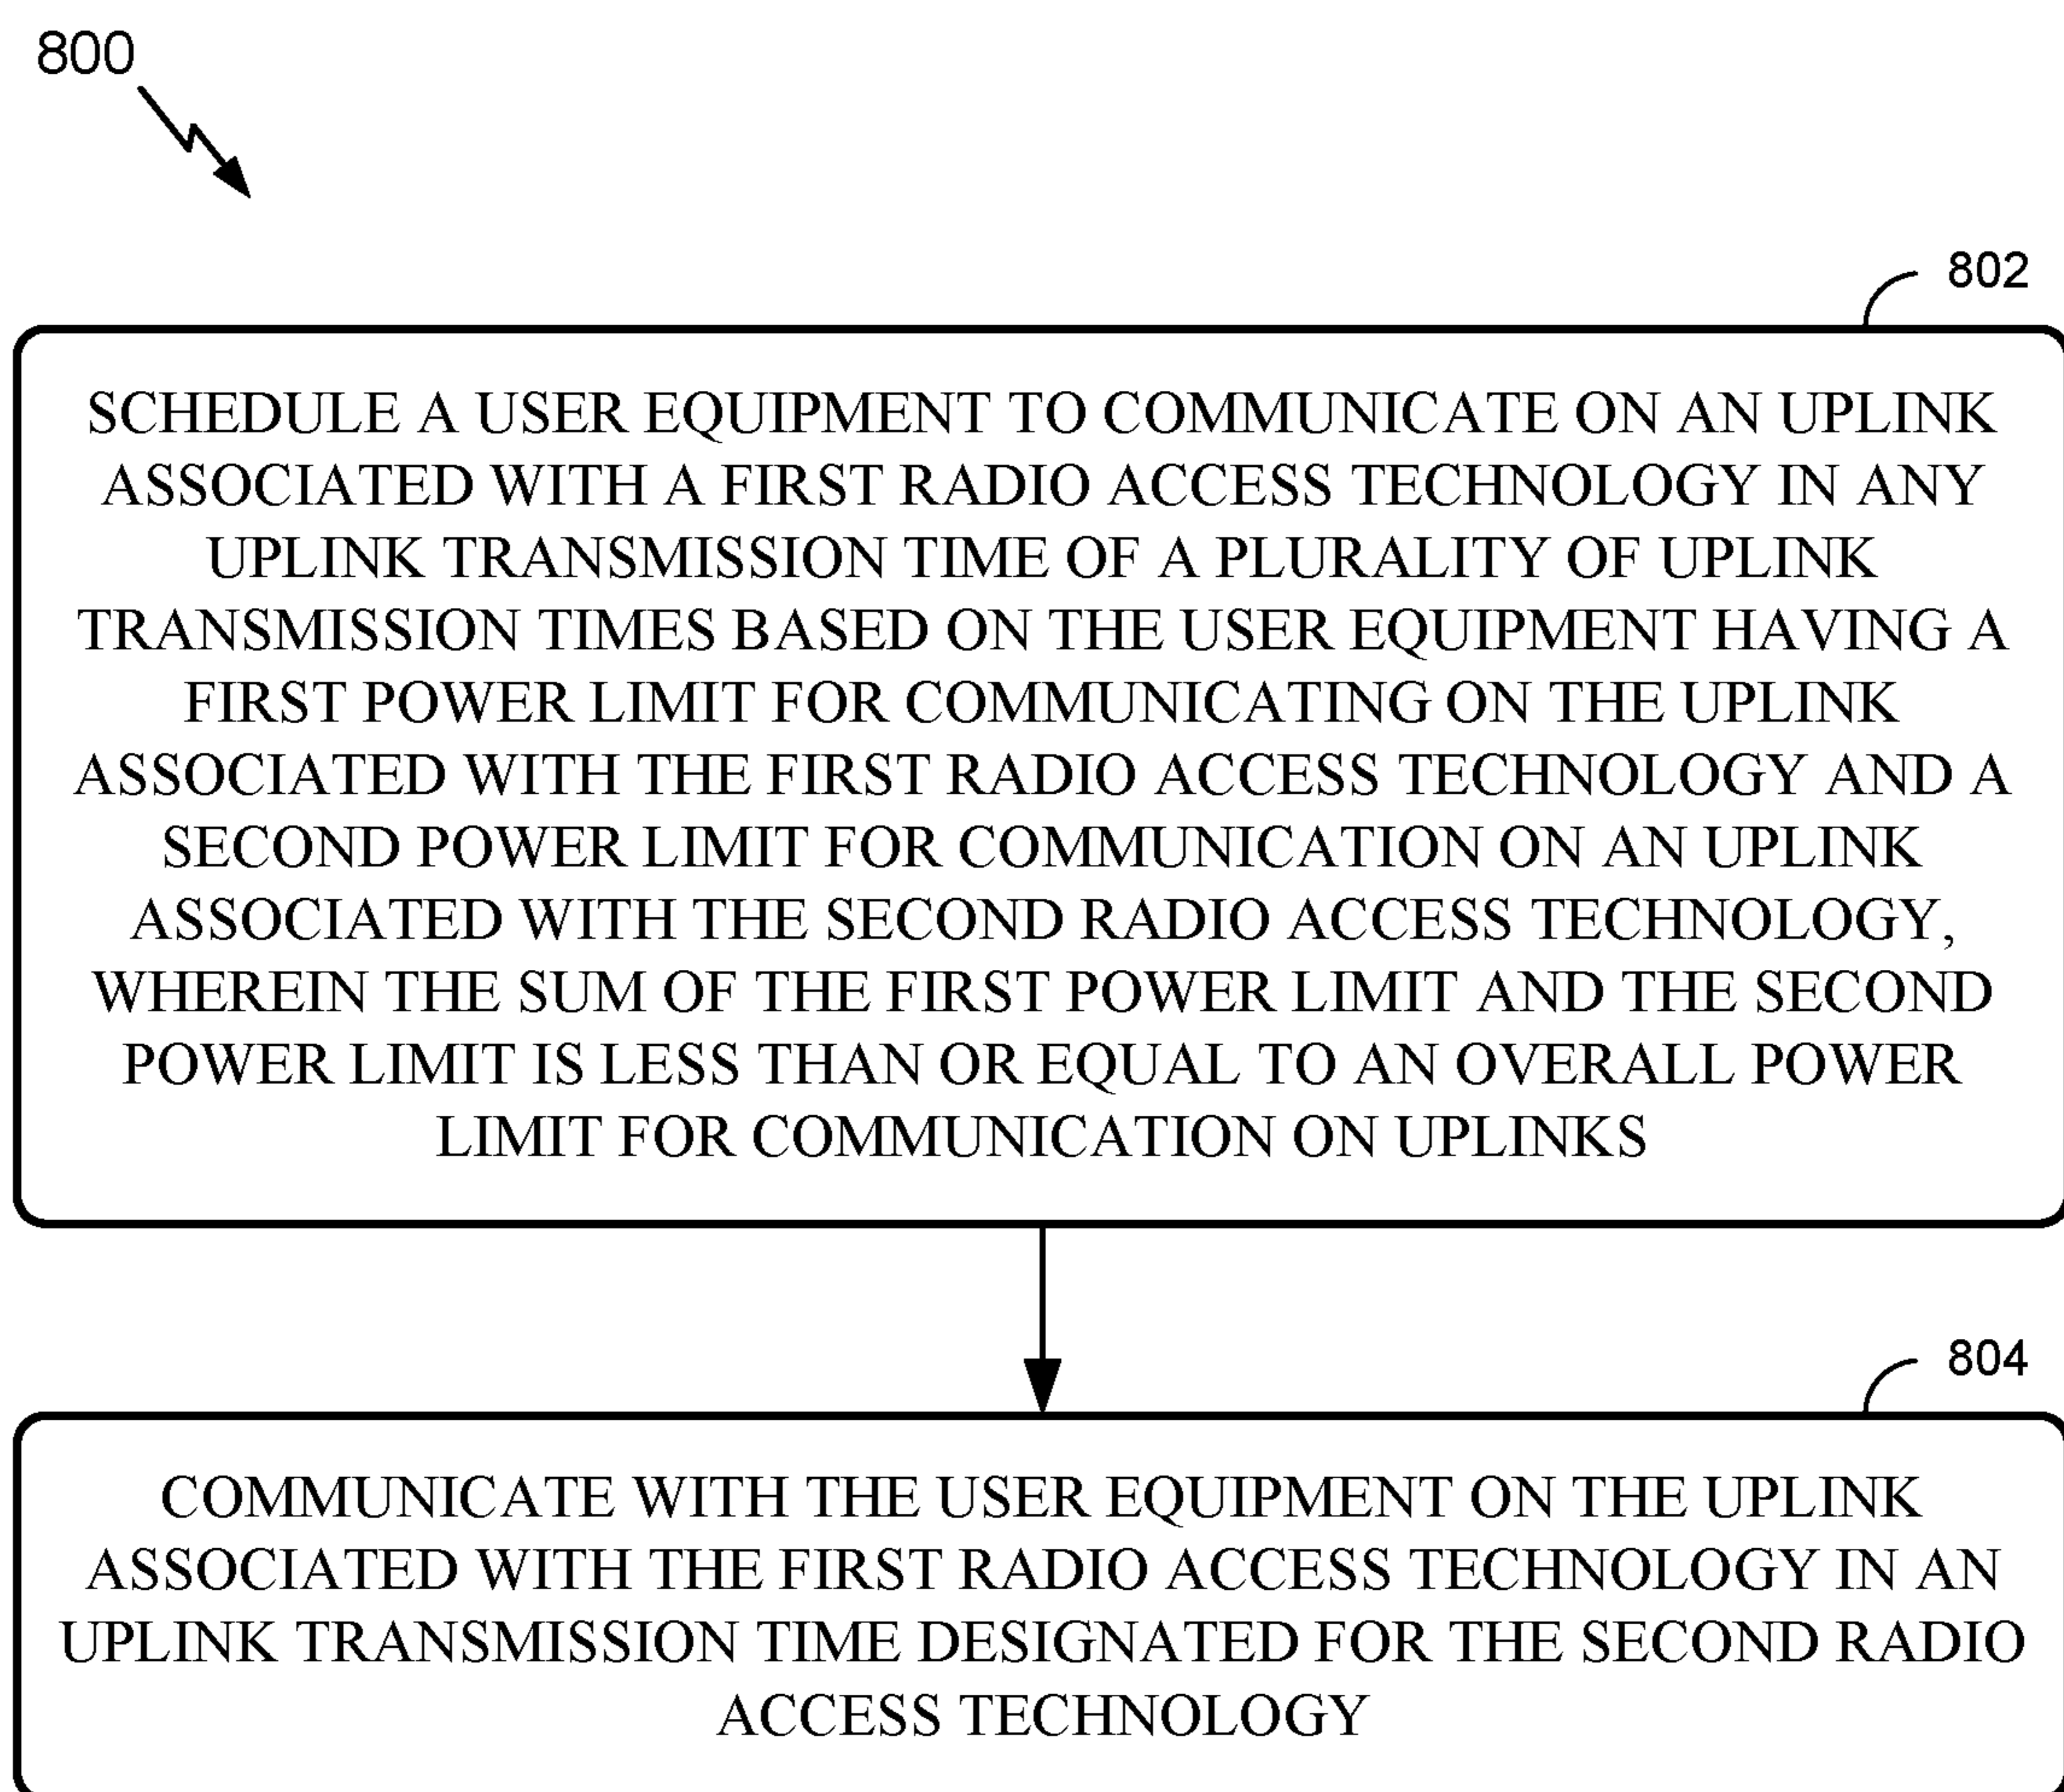 800
802
SCHEDULE A USER EQUIPMENT TO COMMUNICATE ON AN UPLINK
ASSOCIATED WITH A FIRST RADIO ACCESS TECHNOLOGY IN ANY
UPLINK TRANSMISSION TIME OF A PLURALITY OF UPLINK
TRANSMISSION TIMES BASED ON THE USER EQUIPMENT HAVING A
FIRST POWER LIMIT FOR COMMUNICATING ON THE UPLINK
ASSOCIATED WITH THE FIRST RADIO ACCESS TECHNOLOGY AND A
SECOND POWER LIMIT FOR COMMUNICATION ON AN UPLINK
ASSOCIATED WITH THE SECOND RADIO ACCESS TECHNOLOGY,
WHEREIN THE SUM OF THE FIRST POWER LIMIT AND THE SECOND
POWER LIMIT IS LESS THAN OR EQUAL TO AN OVERALL POWER
LIMIT FOR COMMUNICATION ON UPLINKS
804
COMMUNICATE WITH THE USER EQUIPMENT ON THE UPLINK
ASSOCIATED WITH THE FIRST RADIO ACCESS TECHNOLOGY IN AN
UPLINK TRANSMISSION TIME DESIGNATED FOR THE SECOND RADIO
ACCESS TECHNOLOGY